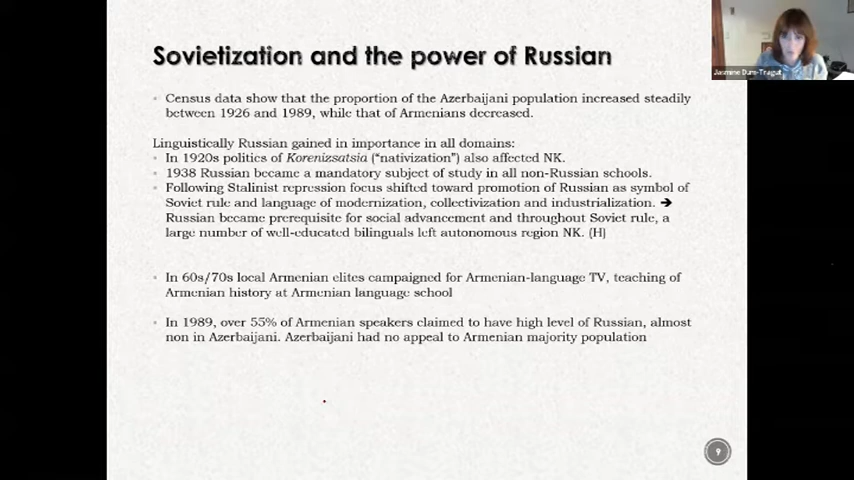 Sovietization and the power of Russian
Jasmine Dum-Tragut
• Census data show that the proportion of the Azerbaijani population increased steadily
between 1926 and 1989, while that of Armenians decreased.
Linguistically Russian gained in importance in all domains:
• In 1920s politics of Korenizsatsia (“nativization”) also affected NK.
• 1938 Russian became a mandatory subject of study in all non-Russian schools.
• Following Stalinist repression focus shifted toward promotion of Russian as symbol of
Soviet rule and language of modernization, collectivization and industrialization. ➔
Russian became prerequisite for social advancement and throughout Soviet rule, a
large number of well-educated bilinguals left autonomous region NK. (H)
• In 60s/70s local Armenian elites campaigned for Armenian-language TV, teaching of
Armenian history at Armenian language school
• In 1989, over 55% of Armenian speakers claimed to have high level of Russian, almost
non in Azerbaijani. Azerbaijani had no appeal to Armenian majority population
9